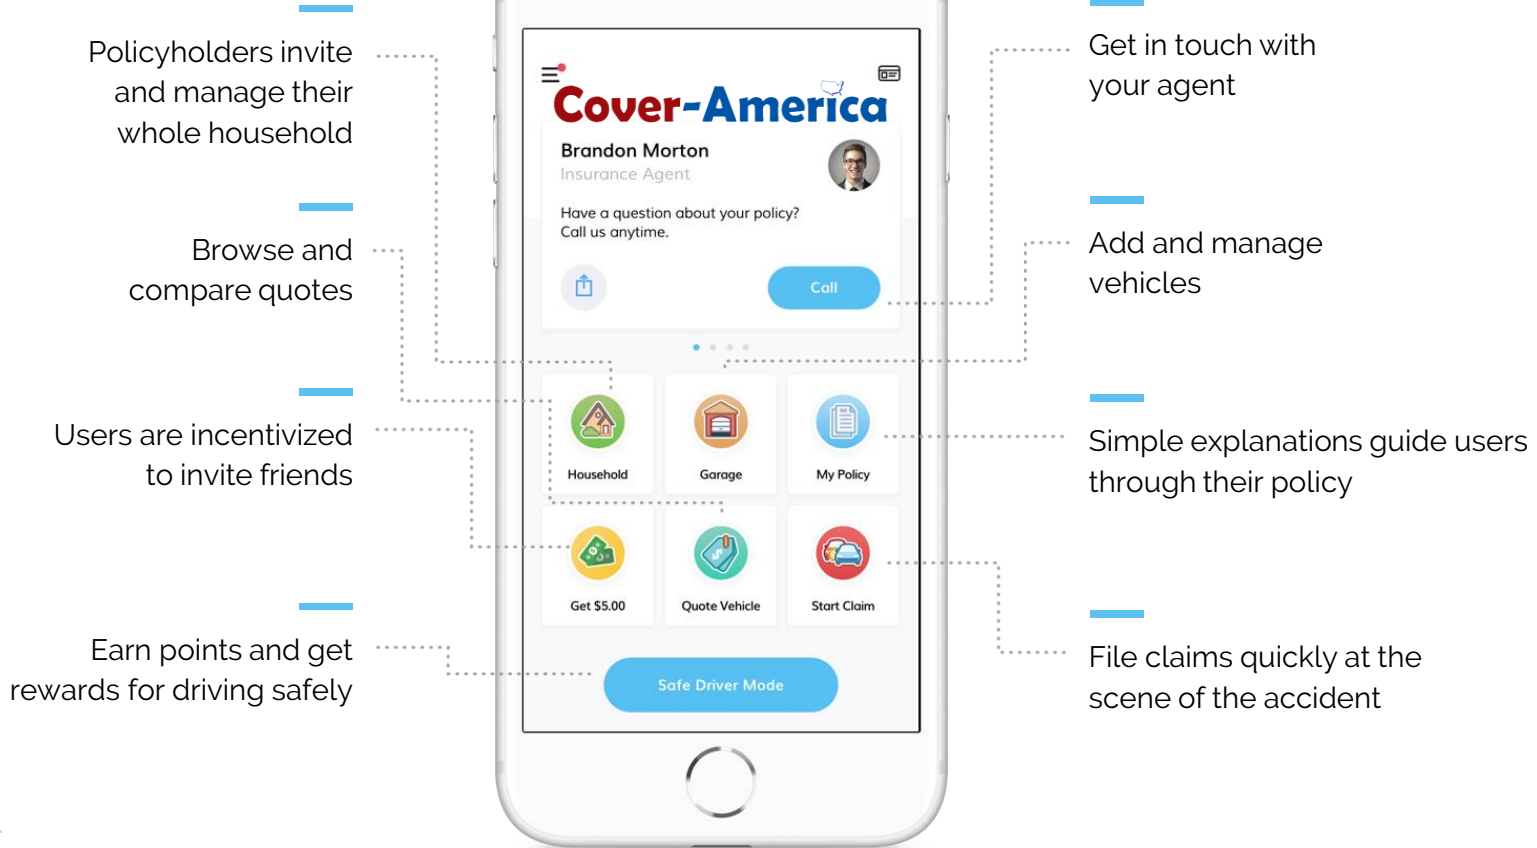 Policyholders invite
and manage their
whole household
Browse and
compare quotes
Users are incentivized
to invite friends
Earn points and get
rewards for driving safely
Cover-America
Brandon Morton
Insurance Agent
Have a question about your policy?
Call us anytime.
Call
Household
Garage
My Policy
Get $5.00
Quote Vehicle
Start Claim
Safe Driver Mode
Get in touch with
your agent
Add and manage
vehicles
Simple explanations guide users
through their policy
File claims quickly at the
scene of the accident